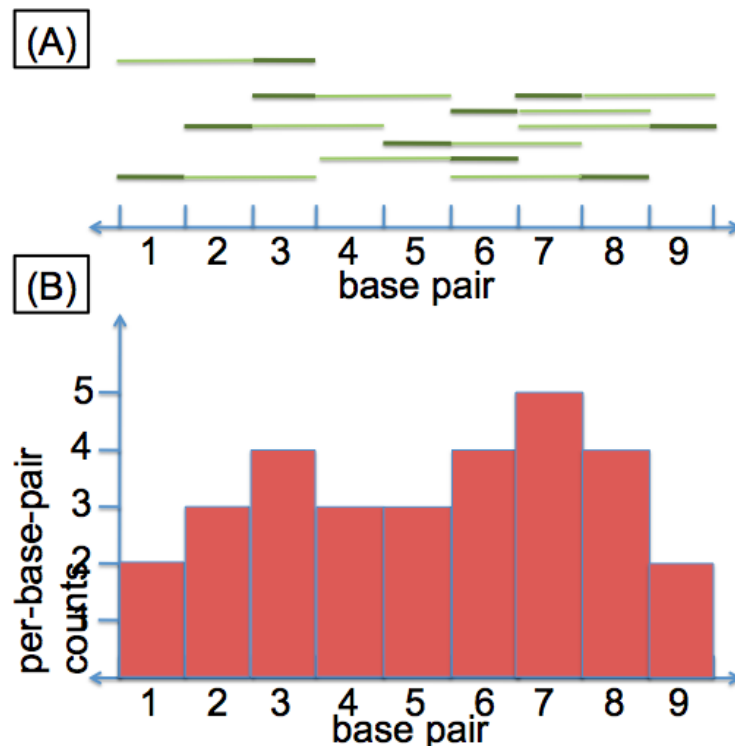 (A)
1 2 3 4 5 6 7 8 9
base pair
(B)
per-base-pair
counts
5
4
3
2
1
1 2 3 4 5 6 7 8 9
base pair